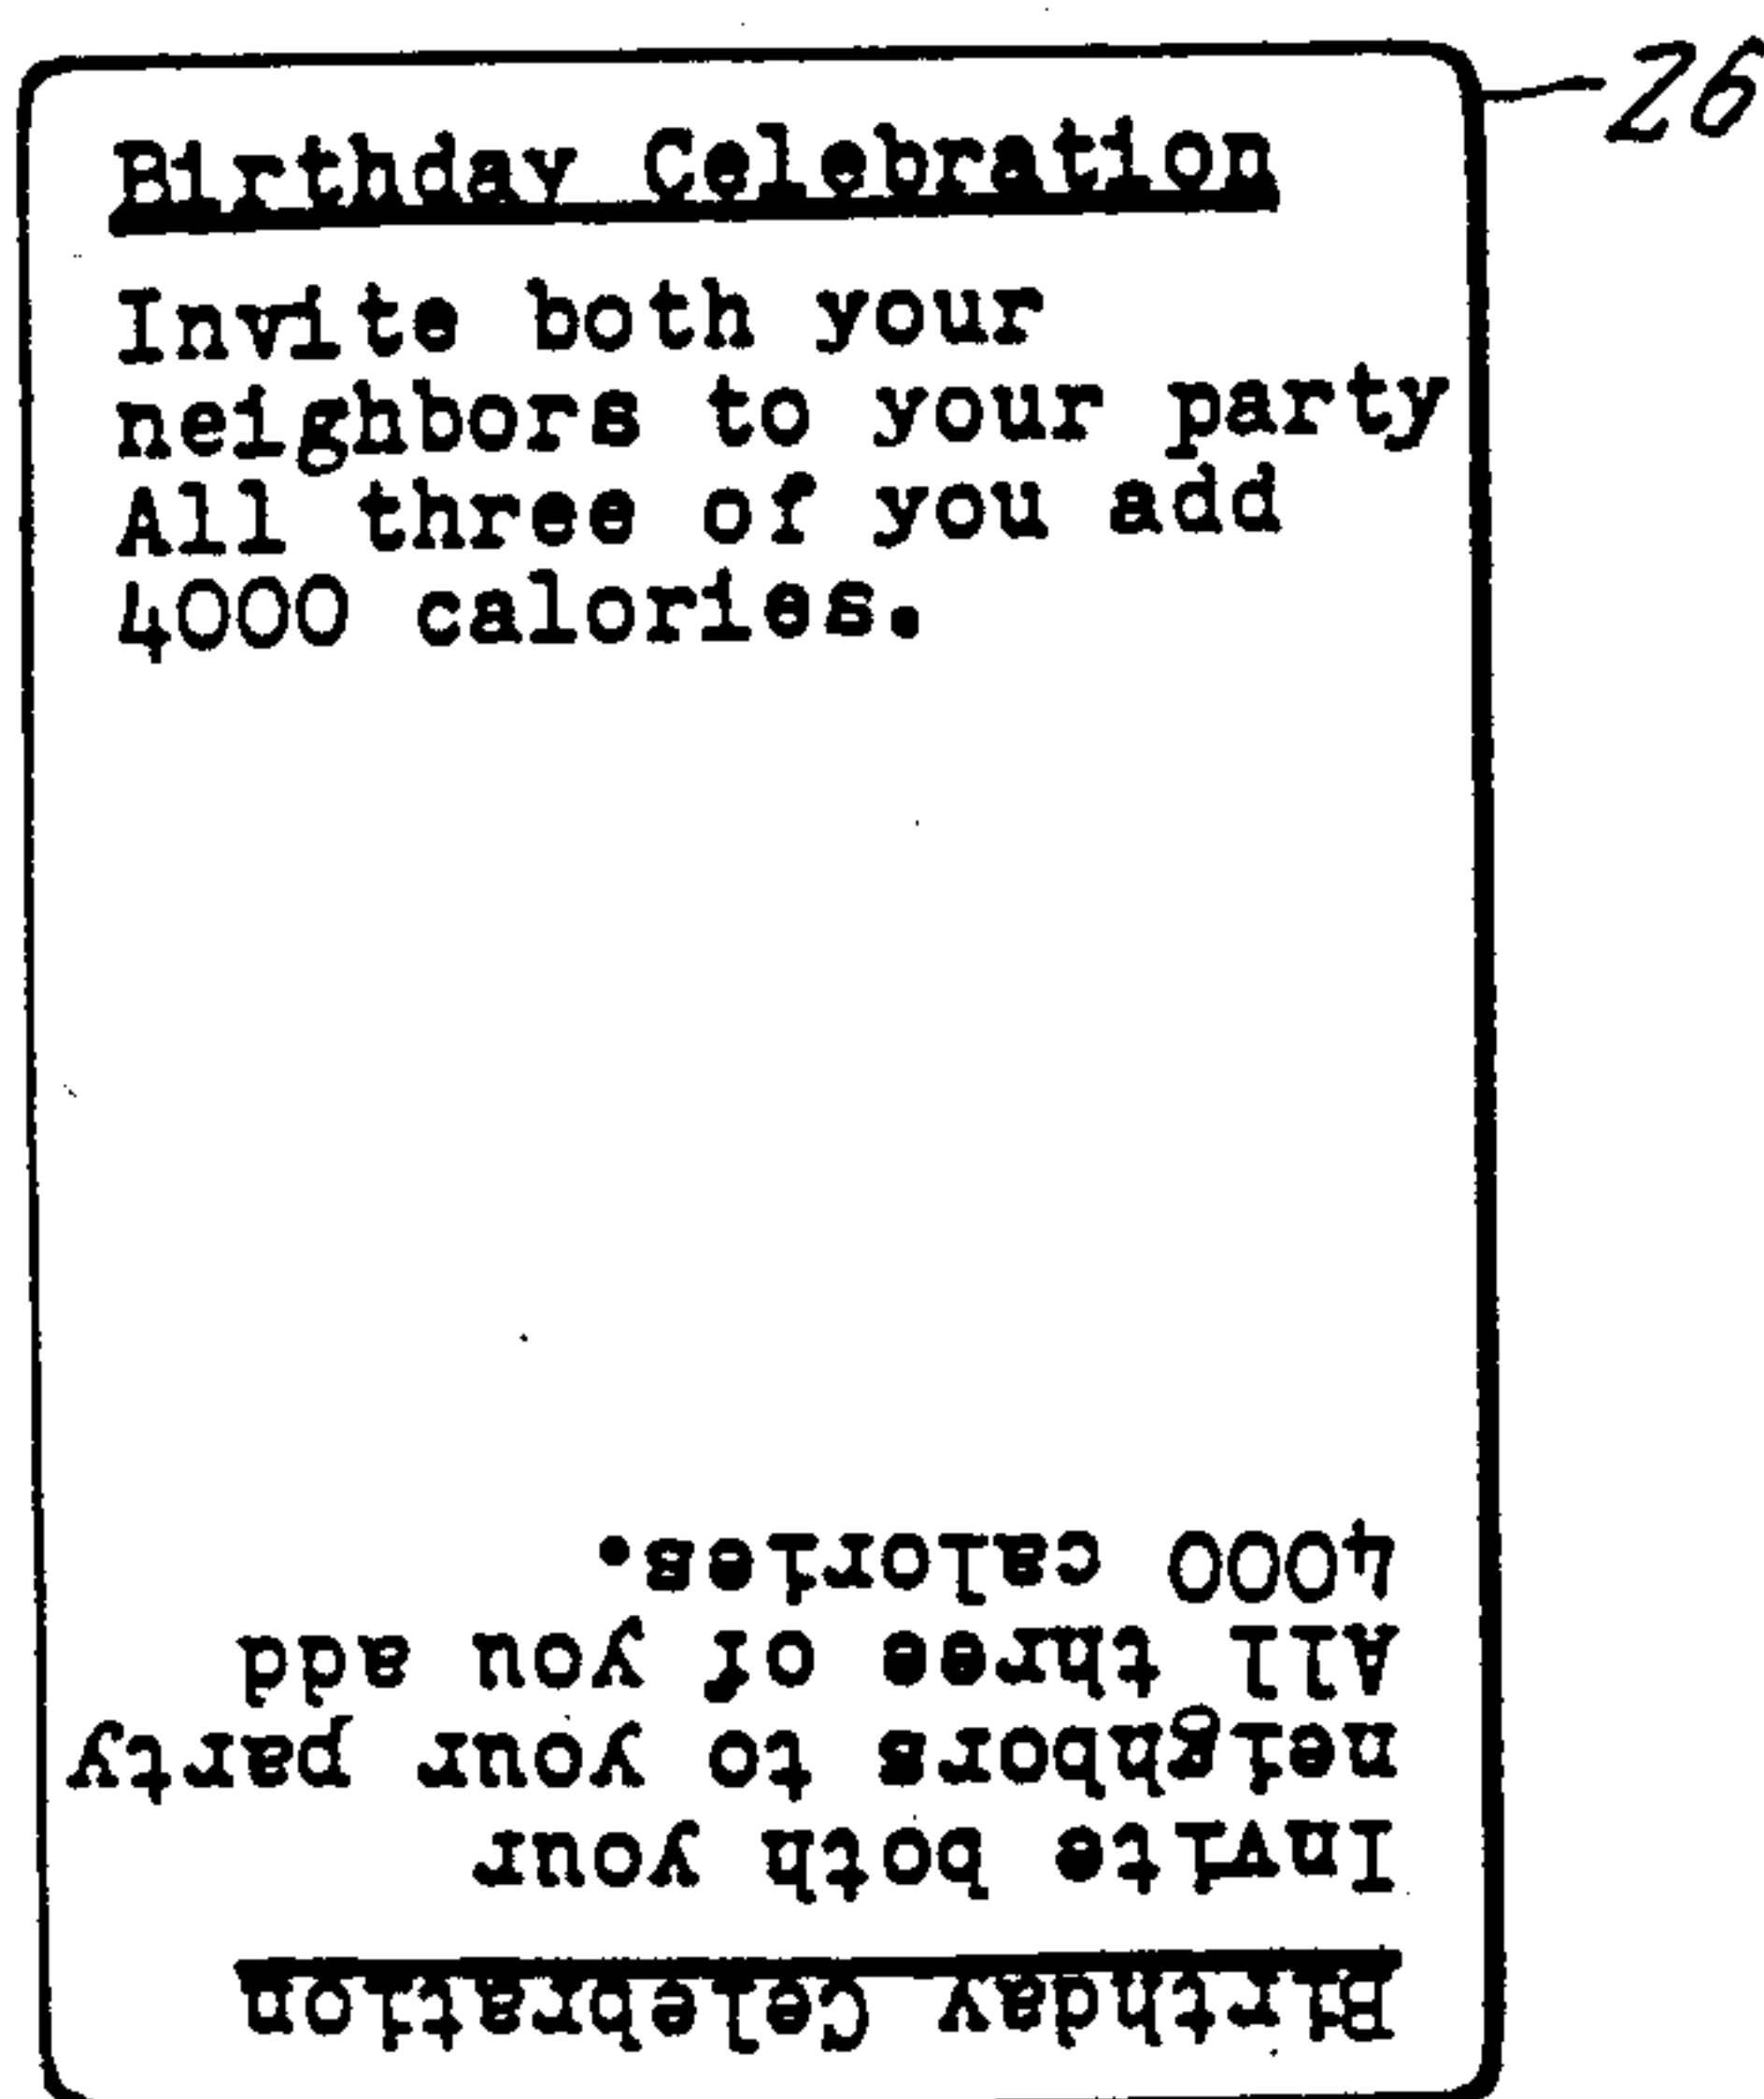 26
Birthday Celebration
Invite both your
neighbors to your party
All three of you add
4000 calories.
Birthday Celebration
Invite both your
neighbors to your party
All three of you add
4000 calories.